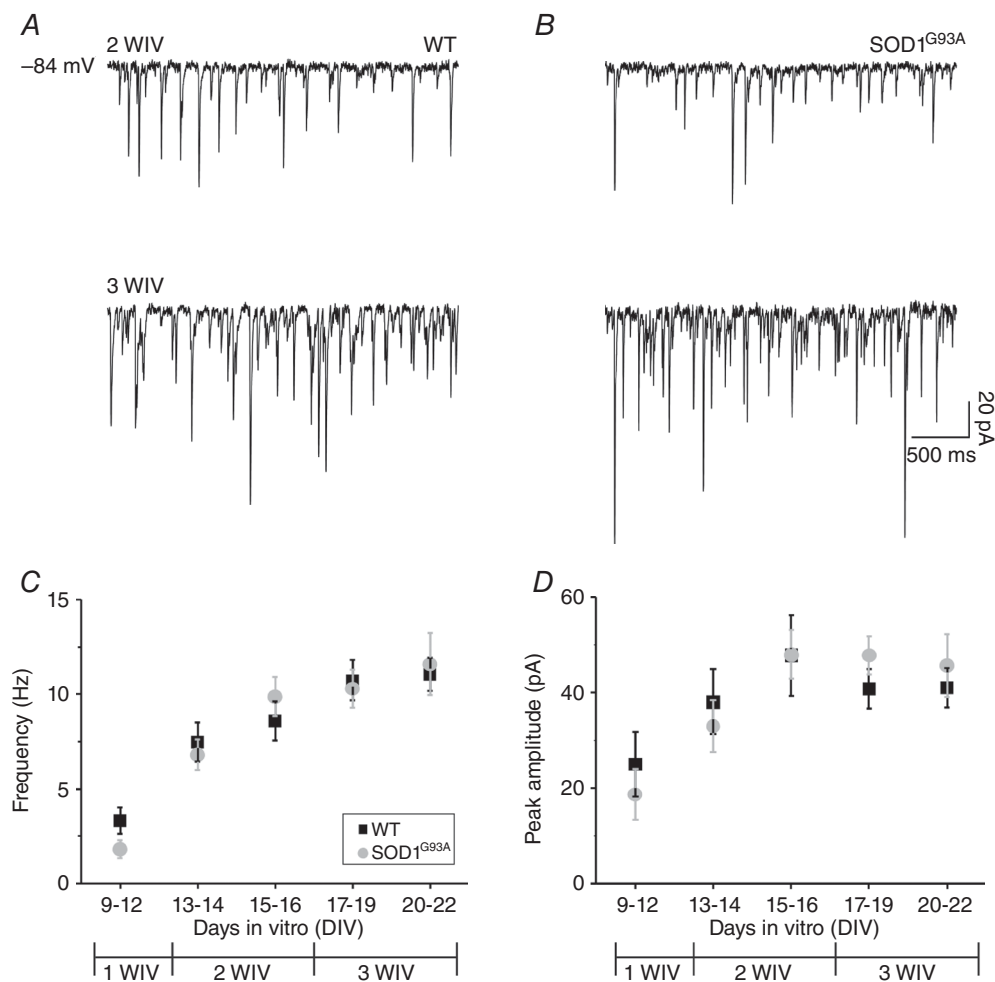 A
B
2 WIV
WT
SOD1G93A
–84 mV
3 WIV
20 pA
500 ms
C
D
15
10
5
0
Frequency (Hz)
WT
SOD1G93A
9-12 13-14 15-16 17-19 20-22
Days in vitro (DIV)
1 WIV 2 WIV 3 WIV
60
40
20
0
Peak amplitude (pA)
9-12 13-14 15-16 17-19 20-22
Days in vitro (DIV)
1 WIV 2 WIV 3 WIV